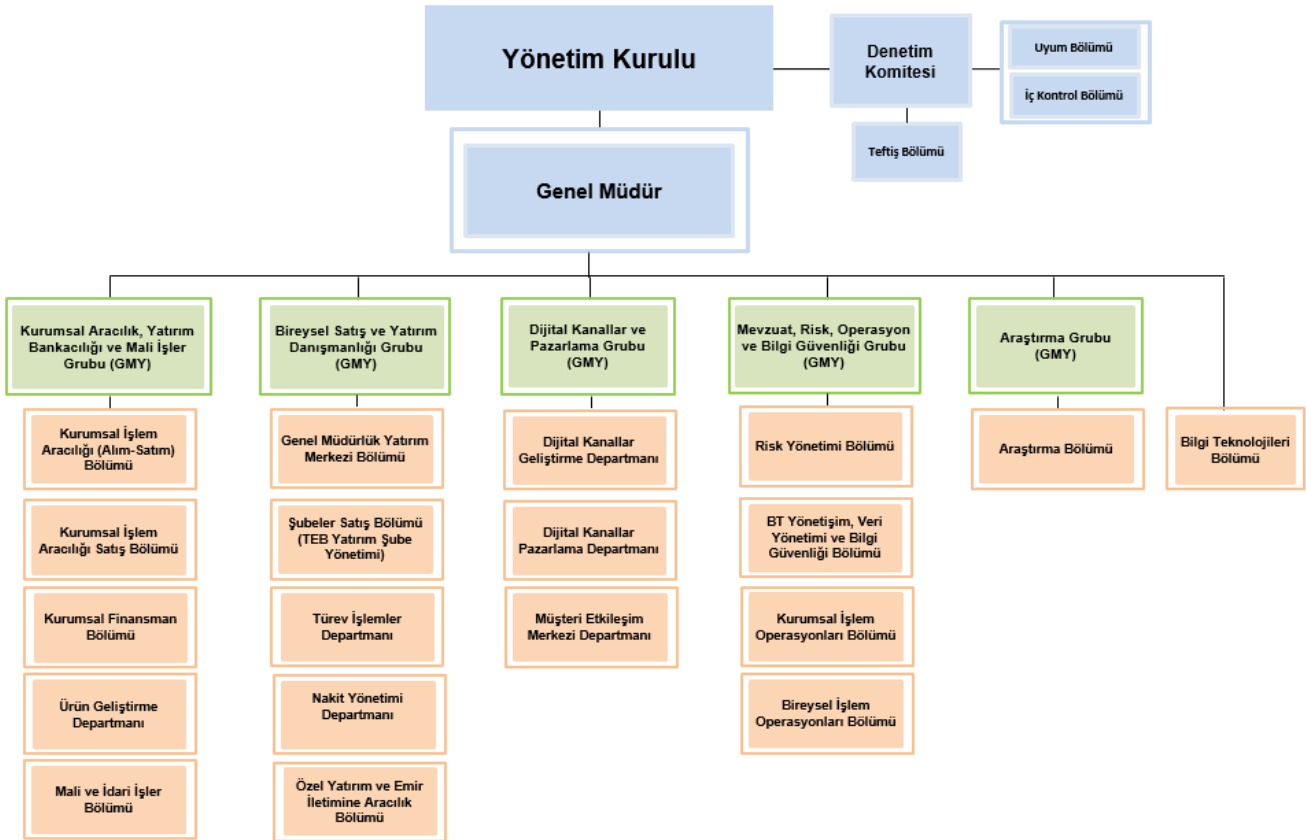 Yönetim Kurulu
Denetim
Komitesi
Uyum Bölümü
İç Kontrol Bölümü
Teftiş Bölümü
Genel Müdür
Kurumsal Aracılık, Yatırım
Bankacılığı ve Mali İşler
Grubu (GMY)
Bireysel Satış ve Yatırım
Danışmanlığı Grubu
(GMY)
Dijital Kanallar ve
Pazarlama Grubu
(GMY)
Mevzuat, Risk, Operasyon
ve Bilgi Güvenliği Grubu
(GMY)
Araştırma Grubu
(GMY)
Kurumsal İşlem
Aracılığı (Alım-Satım)
Bölümü
Genel Müdürlük Yatırım
Merkezi Bölümü
Dijital Kanallar
Geliştirme Departmanı
Risk Yönetimi Bölümü
Araştırma Bölümü
Bilgi Teknolojileri
Bölümü
Kurumsal İşlem
Aracılığı Satış Bölümü
Şubeler Satış Bölümü
(TEB Yatırım Şube
Yönetimi)
Dijital Kanallar
Pazarlama Departmanı
BT Yönetişim, Veri
Yönetimi ve Bilgi
Güvenliği Bölümü
Kurumsal Finansman
Bölümü
Türev İşlemler
Departmanı
Müşteri Etkileşim
Merkezi Departmanı
Kurumsal İşlem
Operasyonları Bölümü
Ürün Geliştirme
Departmanı
Nakit Yönetimi
Departmanı
Bireysel İşlem
Operasyonları Bölümü
Mali ve İdari İşler
Bölümü
Özel Yatırım ve Emir
İletimine Aracılık
Bölümü